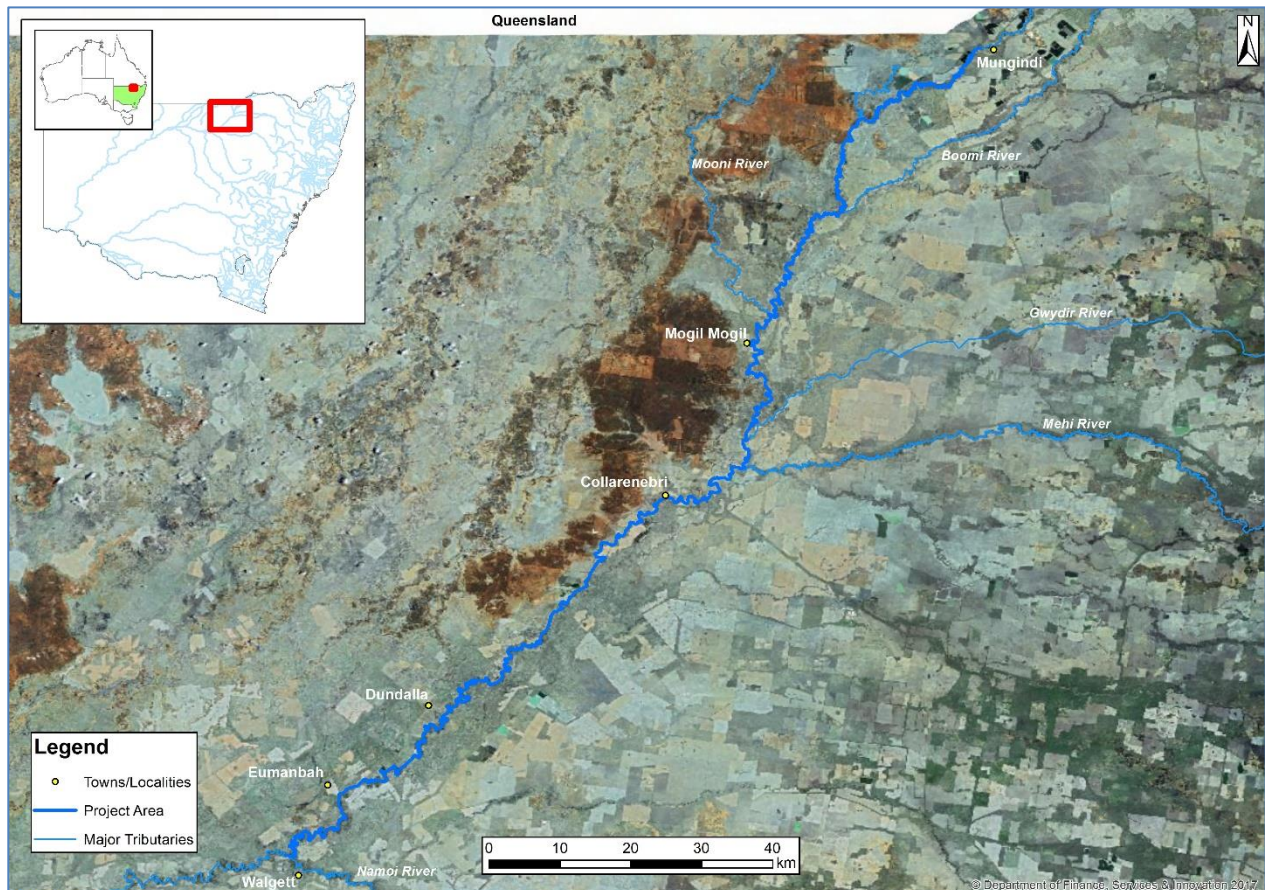 Queensland
N
Mungindi
Mooni River
Boomi River
Gwydir River
Mogil Mogil
Mehi River
Collarenebri
Dundalla
Eumanbah
Walgett
Namoi River
Legend
Towns/Localities
Project Area
Major Tributaries
0 10 20 30 40
km
© Department of Finance, Services & Innovation 2017